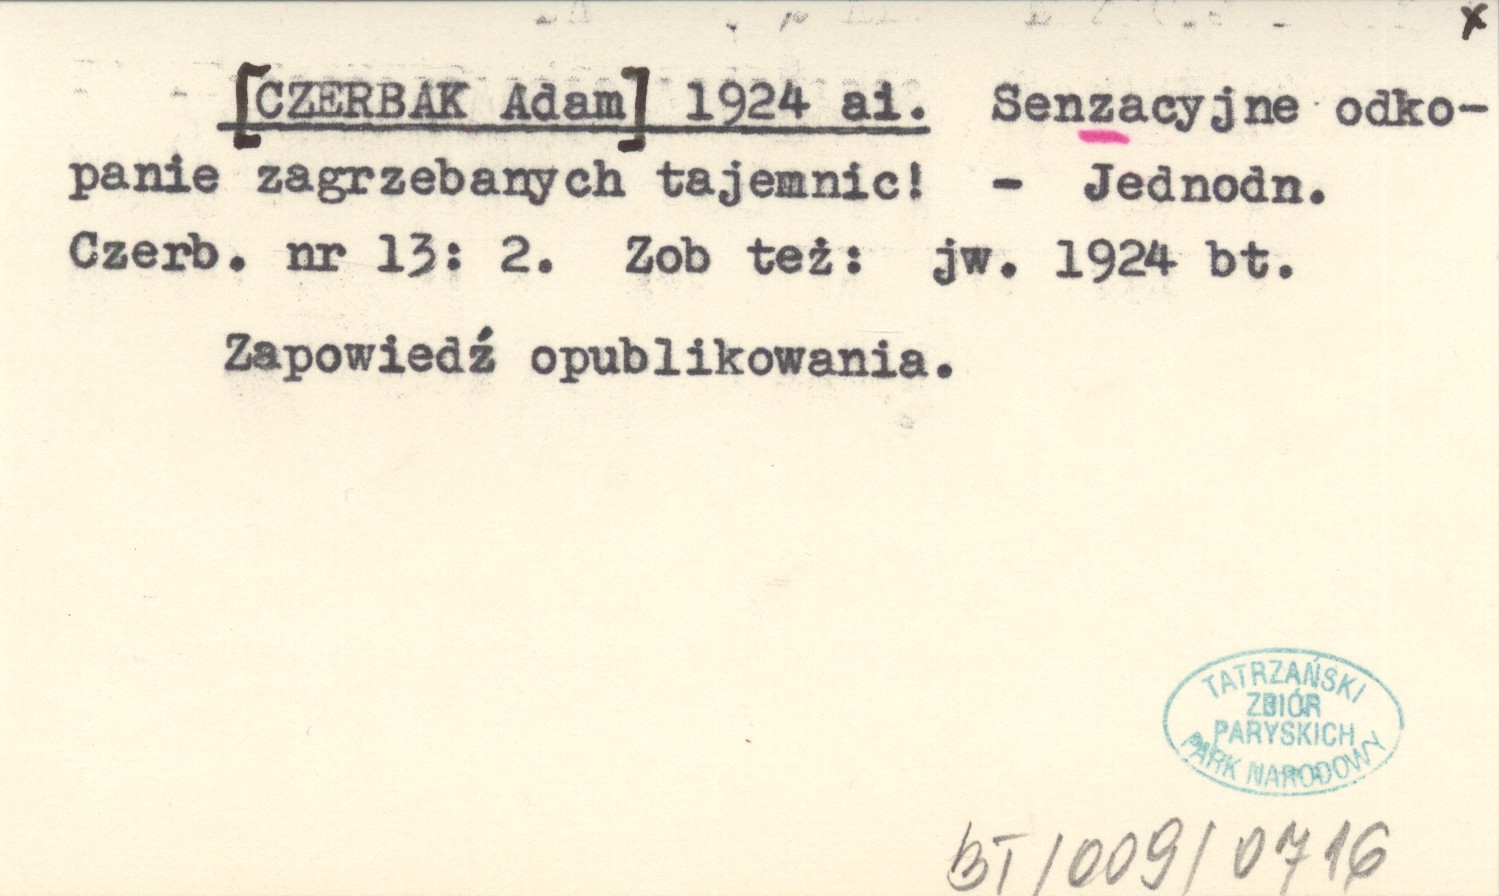 x
[CZERBAK Adam] 1924 ai. Senzacyjne odko-
panie zagrzebanych tajemnic! - Jednodn.
Czerb. nr 13: 2. Zob też: jw. 1924 bt.
Zapowiedź opublikowania.
TATRZAŃSKI
ZBIÓR
PARYSKICH
PARK NARODOWY
BT/009/0716